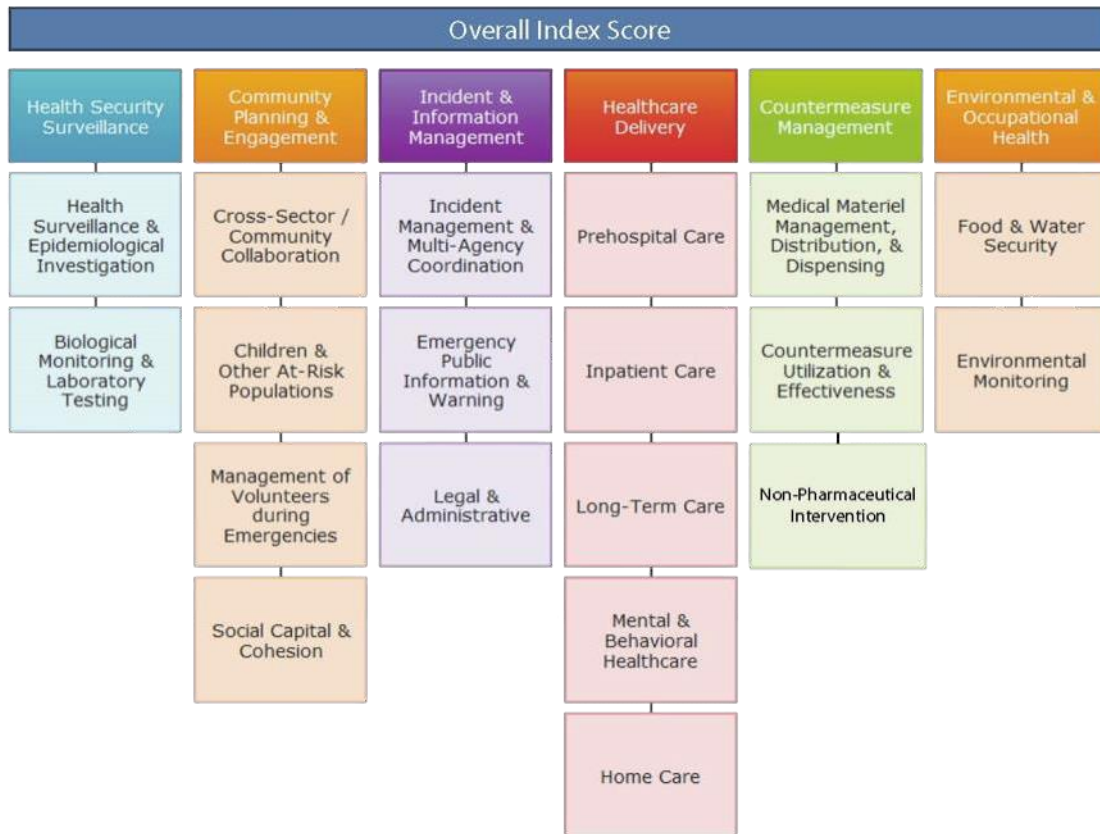 Overall Index Score
Health Security
Surveillance
Community
Planning &
Engagement
Incident &
Information
Management
Healthcare
Delivery
Countermeasure
Management
Environmental &
Occupational
Health
Health
Surveillance &
Epidemiological
Investigation
Cross-Sector /
Community
Collaboration
Incident
Management &
Multi-Agency
Coordination
Prehospital Care
Medical Materiel
Management,
Distribution, &
Dispensing
Food & Water
Security
Biological
Monitoring &
Laboratory
Testing
Children &
Other At-Risk
Populations
Emergency
Public
Information &
Warning
Inpatient Care
Countermeasure
Utilization &
Effectiveness
Environmental
Monitoring
Management of
Volunteers
during
Emergencies
Legal &
Administrative
Long-Term Care
Non-Pharmaceutical
Intervention
Social Capital &
Cohesion
Mental &
Behavioral
Healthcare
Home Care